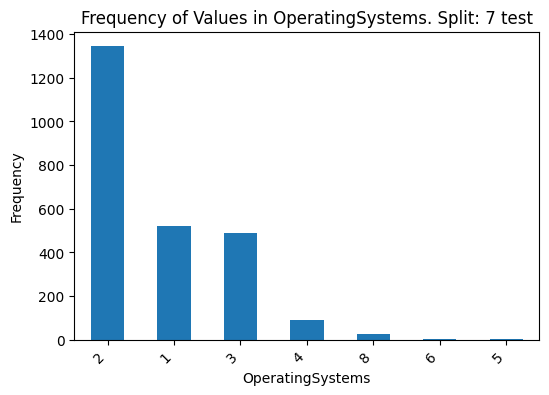 Frequency of Values in OperatingSystems. Split: 7 test
1400
1200
1000
800
600
400
200
0
Frequency
2 1 3 4 8 6 5
OperatingSystems